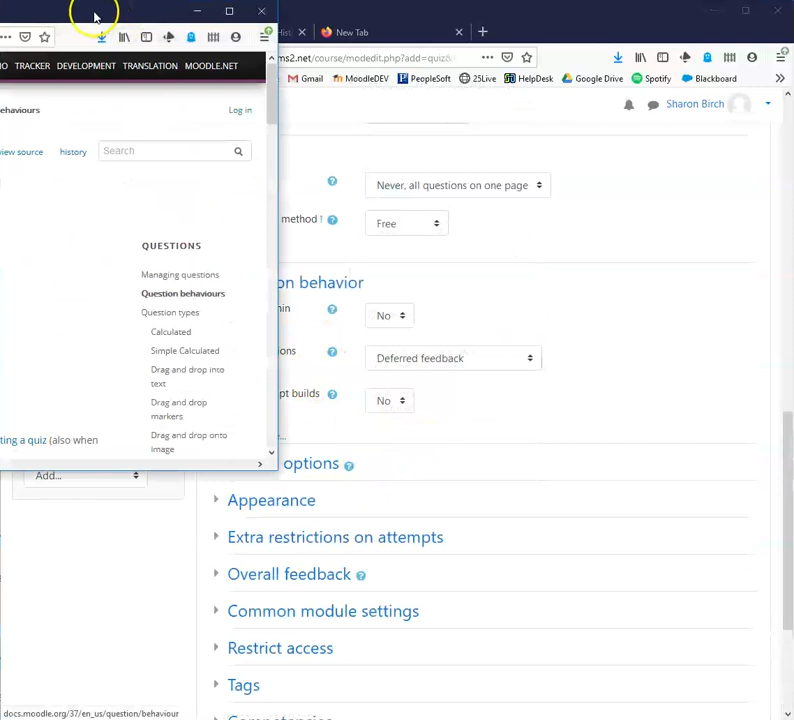 New Tab
ms2.net/course/modedit.php?add=quiz&
Gmail MoodleDEV PeopleSoft 25Live HelpDesk Google Drive Spotify Blackboard
TRACKER DEVELOPMENT TRANSLATION MOODLE.NET
Sharon Birch
ehaviours Log in
view source history Search
Never, all questions on one page
method
Free
QUESTIONS
Managing questions
on behavior
Question behaviours
Question types
No
Calculated
Simple Calculated
Deferred feedback
Drag and drop into
text
pt builds
No
Drag and drop
markers
Drag and drop onto
image
ting a quiz (also when
options
Add...
Appearance
Extra restrictions on attempts
Overall feedback
Common module settings
Restrict access
Tags
docs.moodle.org/37/en_us/question/behaviour